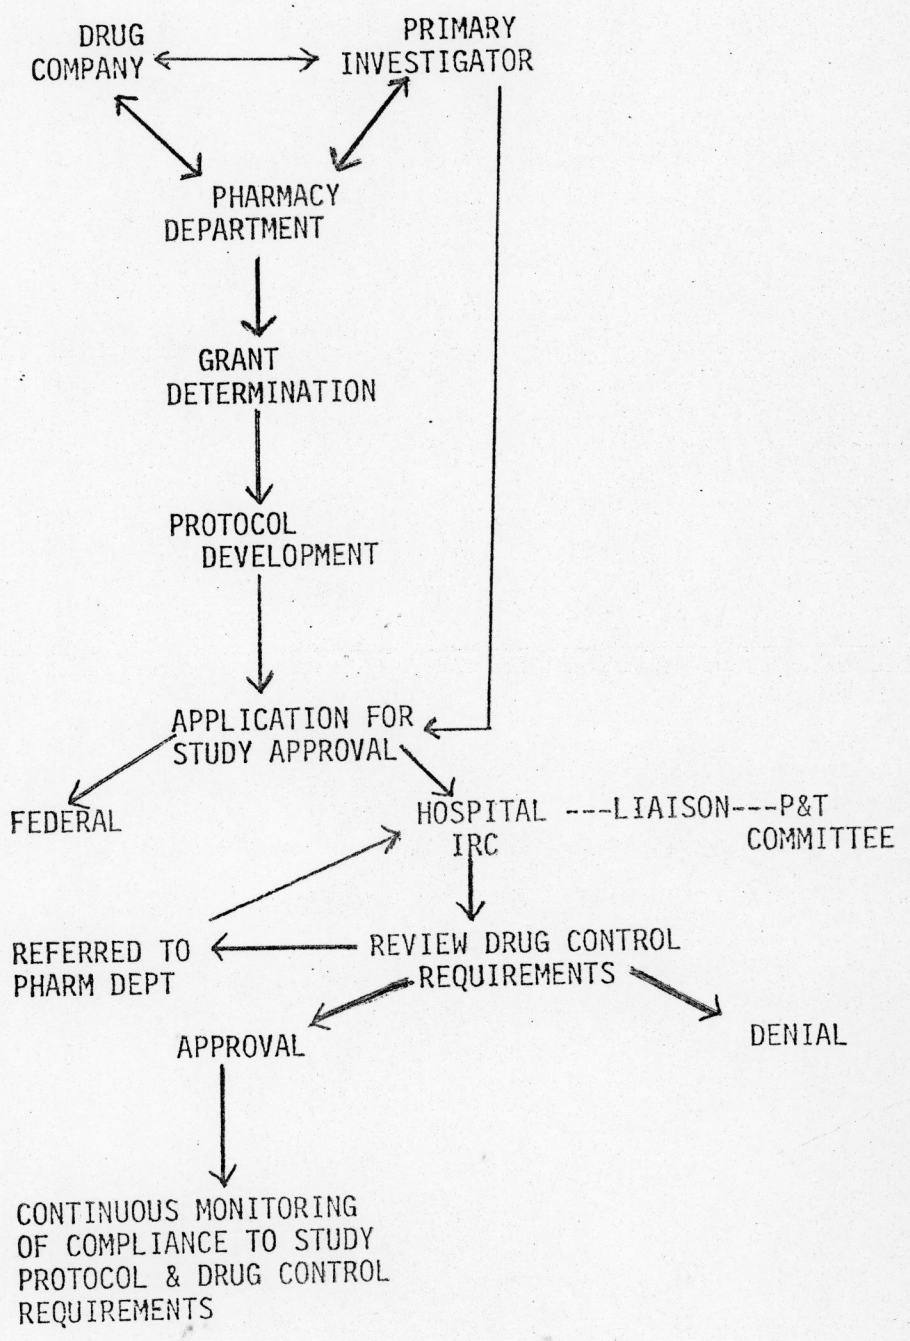 DRUG
COMPANY
PRIMARY
INVESTIGATOR
PHARMACY
DEPARTMENT
GRANT
DETERMINATION
PROTOCOL
DEVELOPMENT
APPLICATION FOR
STUDY APPROVAL
FEDERAL
HOSPITAL ---LIAISON---P&T
IRC
COMMITTEE
REFERRED TO
PHARM DEPT
REVIEW DRUG CONTROL
REQUIREMENTS
APPROVAL
DENIAL
CONTINUOUS MONITORING
OF COMPLIANCE TO STUDY
PROTOCOL & DRUG CONTROL
REQUIREMENTS